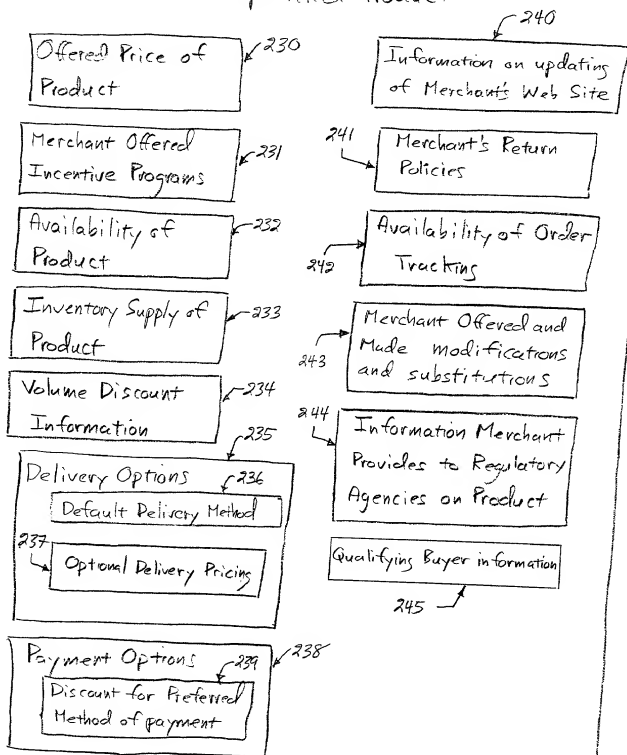 240
Offered Price of
Product
230
Information on updating
of Merchant's Web Site
Merchant Offered
Incentive Programs
231
241
Merchant's Return
Policies
Availability of
Product
232
Availability of Order
Tracking
242
Inventory Supply of
Product
233
Merchant Offered and
Made modifications
and substitutions
243
Volume Discount
Information
234
244
Information Merchant
Provides to Regulatory
Agencies on Product
235
Delivery Options
236
Default Delivery Method
237
Optional Delivery Pricing
Qualifying Buyer information
245
Payment Options
238
239
Discount for Preferred
Method of payment